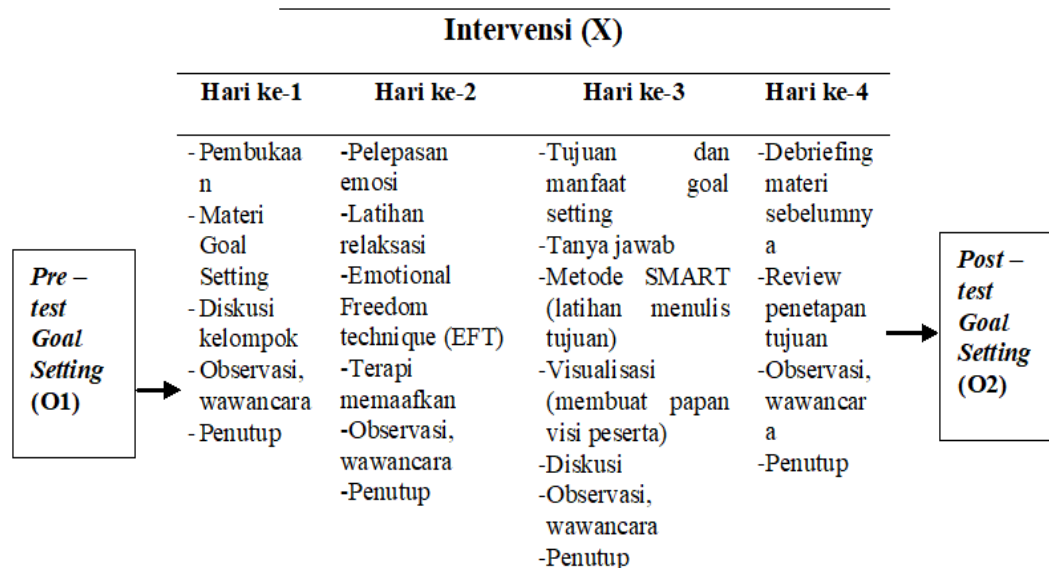 Intervensi (X)
Hari ke-1
Hari ke-2
Hari ke-3
Hari ke-4
Pre –
test
Goal
Setting
(O1)
-Pembukaa
n
-Materi
Goal
Setting
-Diskusi
kelompok
-Observasi,
wawancara
-Penutup
-Pelepasan
emosi
-Latihan
relaksasi
-Emotional
Freedom
technique (EFT)
-Terapi
memaafkan
-Observasi,
wawancara
-Penutup
-Tujuan dan
manfaat goal
setting
-Tanya jawab
-Metode SMART
(latihan menulis
tujuan)
-Visualisasi
(membuat papan
visi peserta)
-Diskusi
-Observasi,
wawancara
-Penutup
-Debriefing
materi
sebelumny
a
-Review
penetapan
tujuan
-Observasi,
wawancar
a
-Penutup
Post –
test
Goal
Setting
(O2)